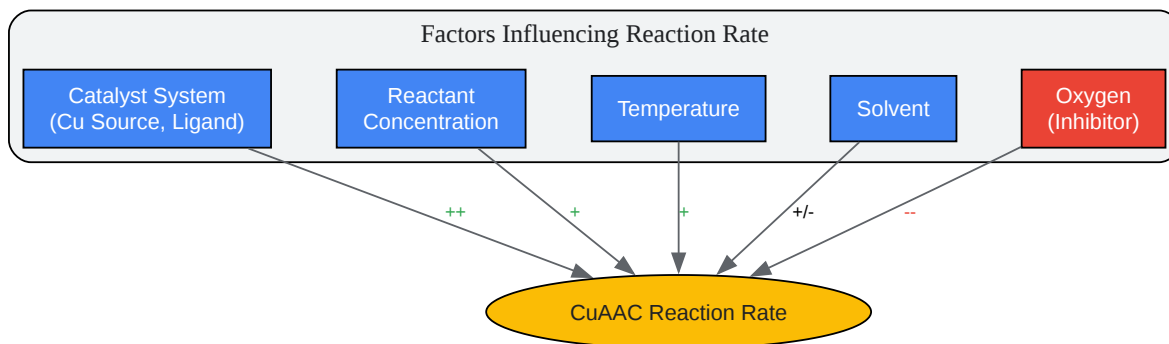 Factors Influencing Reaction Rate
Catalyst System
(Cu Source, Ligand)
Reactant
Concentration
Temperature
Solvent
Oxygen
(Inhibitor)
++
+
+
+/-
--
CuAAC Reaction Rate